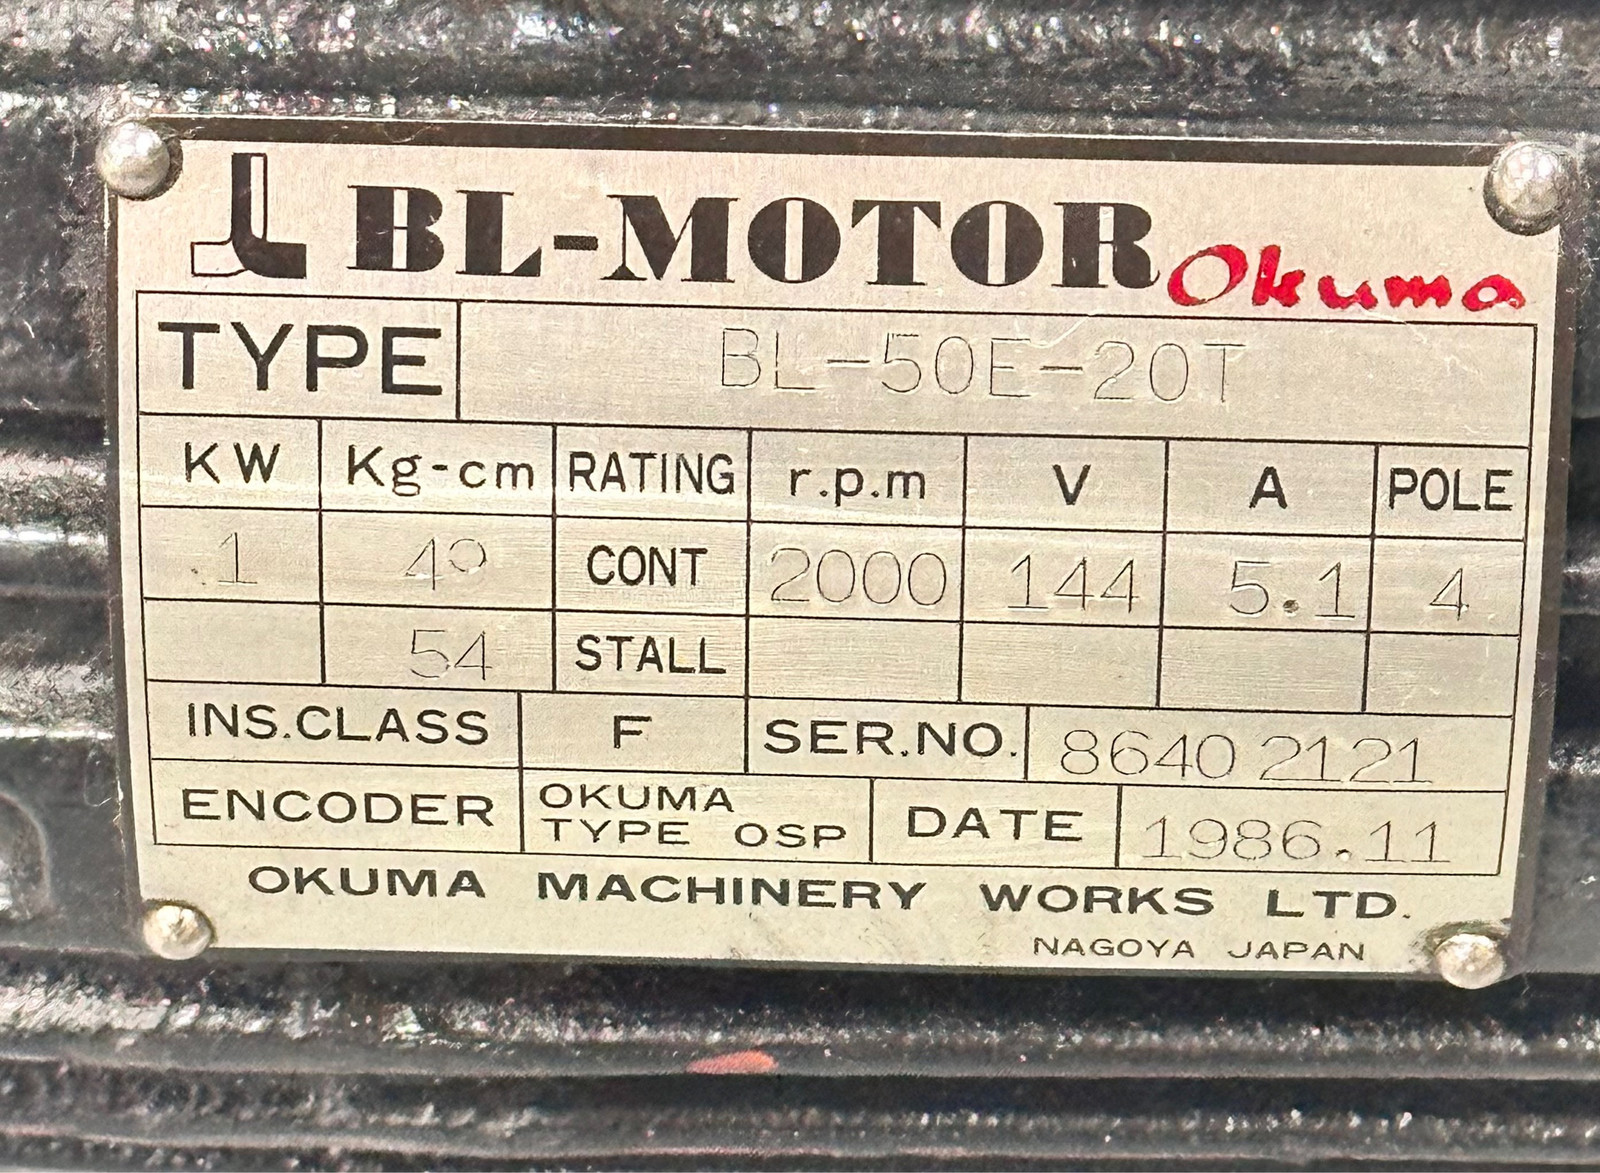 BL-MOTOR Okuma
TYPE BL-50E-20T
KW Kg-cm RATING r.p.m V A POLE
.1 49 CONT 2000 144 5.1 4
54 STALL
INS.CLASS F SER.NO. 86402121
ENCODER OKUMA TYPE OSP DATE 1986.11
OKUMA MACHINERY WORKS LTD.
NAGOYA JAPAN